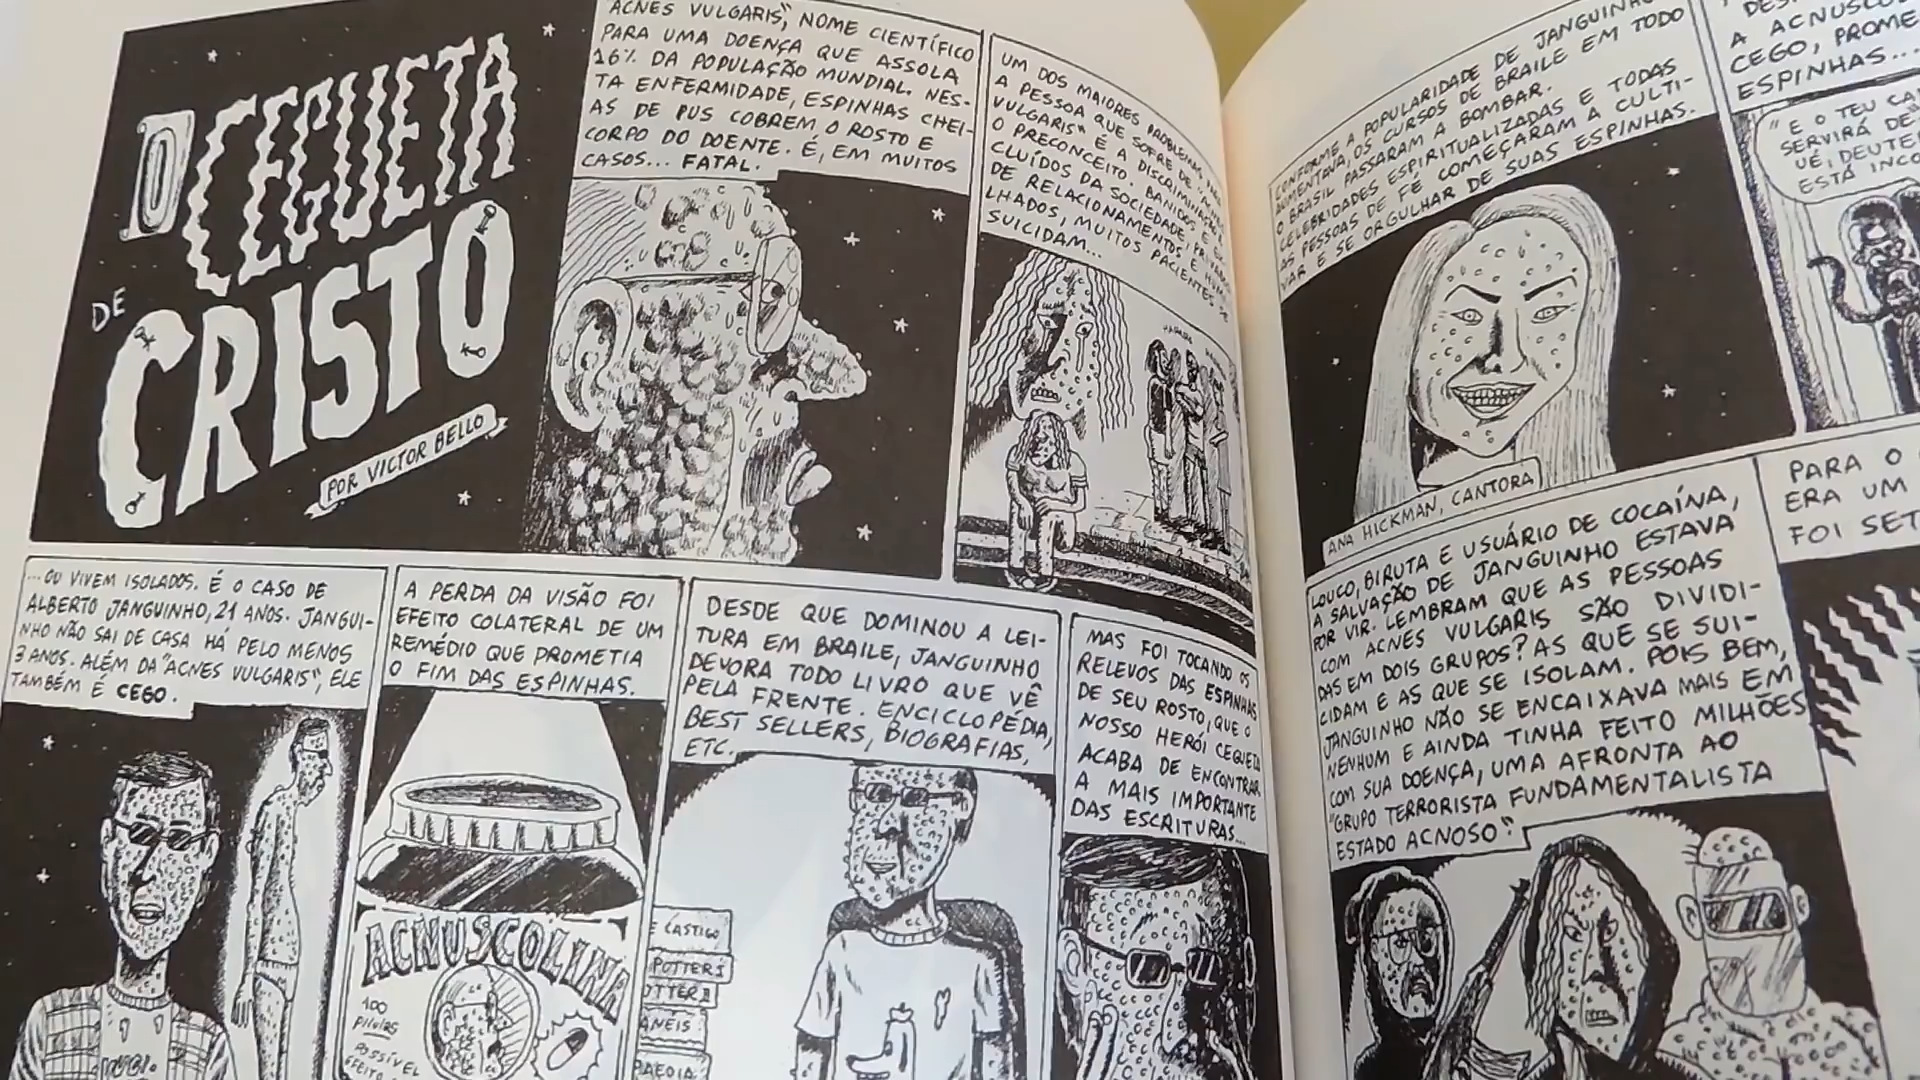 O CEGUETA
DE
CRISTO
POR VICTOR BELLO
"ACNES VULGARIS", NOME CIENTÍFICO
PARA UMA DOENÇA QUE ASSOLA
16% DA POPULAÇÃO MUNDIAL. NES-
TA ENFERMIDADE, ESPINHAS CHEI-
AS DE PUS COBREM O ROSTO E
CORPO DO DOENTE. É, EM MUITOS
CASOS... FATAL.
UM DOS MAIORES PROBLEMAS
A PESSOA QUE SOFRE DE
VULGARIS" É A DISCRIMINAÇÃO E
O PRECONCEITO. BANIDOS E EX-
CLUÍDOS DA SOCIEDADE,
DE RELACIONAMENTOS E HUMI-
LHADOS, MUITOS PACIENTES SE
SUICIDAM...
...OU VIVEM ISOLADOS. É O CASO DE
ALBERTO JANGUINHO, 21 ANOS. JANGUI-
NHO NÃO SAI DE CASA HÁ PELO MENOS
3 ANOS. ALÉM DA "ACNES VULGARIS", ELE
TAMBÉM É CEGO.
A PERDA DA VISÃO FOI
EFEITO COLATERAL DE UM
REMÉDIO QUE PROMETIA
O FIM DAS ESPINHAS.
ACNUSCOLINA
100
PÍLULAS
POSSÍVEL
EFEITO
DESDE QUE DOMINOU A LEI-
TURA EM BRAILE, JANGUINHO
DEVORA TODO LIVRO QUE VÊ
PELA FRENTE. ENCICLOPÉDIA,
BEST SELLERS, BIOGRAFIAS,
ETC.
E CASTIGO
POTTER
OTTER 2
ANEIS
MAS FOI TOCANDO OS
RELEVOS DAS ESPINHAS
DE SEU ROSTO, QUE O
NOSSO HERÓI CEGUETA
ACABA DE ENCONTRAR
A MAIS IMPORTANTE
DAS ESCRITURAS...
CONFORME A POPULARIDADE DE JANGUINHO
AUMENTAVA, OS CURSOS DE BRAILE EM TODO
O BRASIL PASSARAM A BOMBAR.
CELEBRIDADES ESPIRITUALIZADAS E TODAS
AS PESSOAS DE FÉ COMEÇARAM A CULTI-
VAR E SE ORGULHAR DE SUAS ESPINHAS.
ANA HICKMAN, CANTORA
A ACNUSCO
CEGO, PROME
ESPINHAS...
"E O TEU CA
SERVIRÁ DE
UÉ, DEUTE
ESTÁ INCO
LOUCO, BIRUTA E USUÁRIO DE COCAÍNA,
A SALVAÇÃO DE JANGUINHO ESTAVA
POR VIR. LEMBRAM QUE AS PESSOAS
COM ACNES VULGARIS SÃO DIVIDI-
DAS EM DOIS GRUPOS? AS QUE SE SUI-
CIDAM E AS QUE SE ISOLAM. POIS BEM,
JANGUINHO NÃO SE ENCAIXAVA MAIS EM
NENHUM E AINDA TINHA FEITO MILHÕES
COM SUA DOENÇA, UMA AFRONTA AO
"GRUPO TERRORISTA FUNDAMENTALISTA
ESTADO ACNOSO".
PARA O
ERA UM
FOI SET